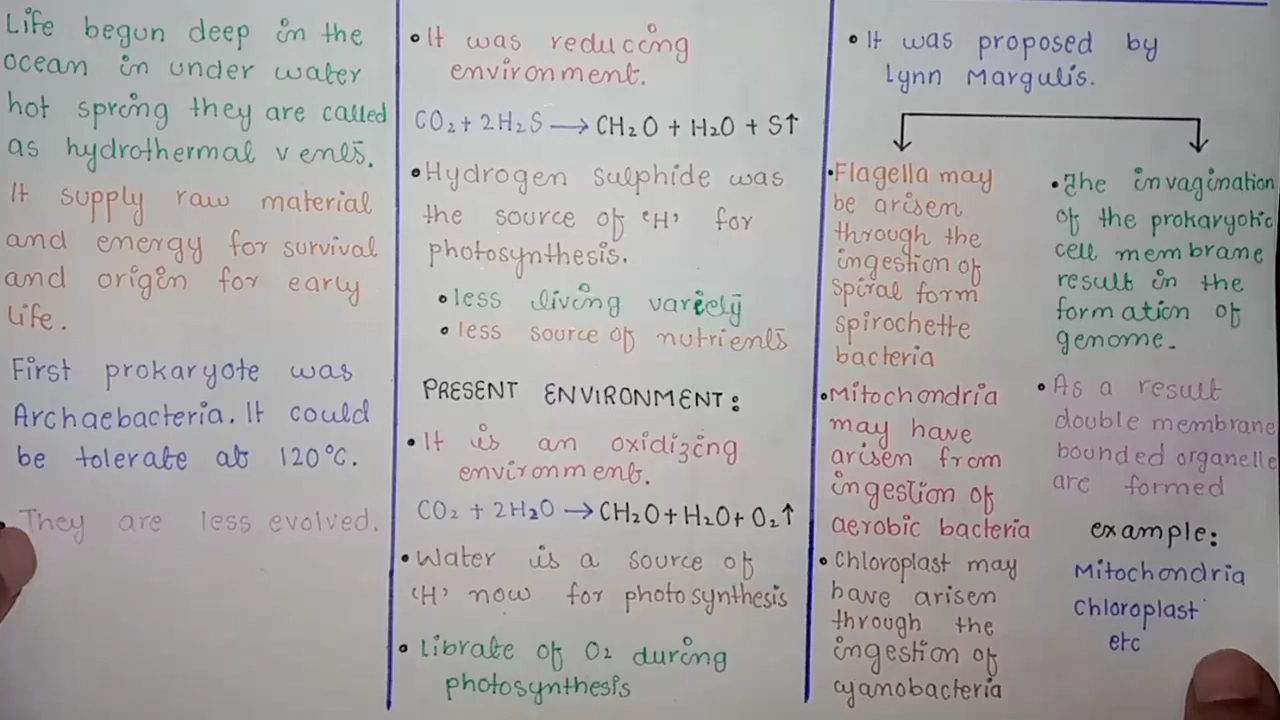 Life begun deep in the
ocean in under water
hot spring they are called
as hydrothermal vents.
It supply raw material
and energy for survival
and origin for early
life.
First prokaryote was
Archaebacteria. It could
be tolerate at 120°C.
• They are less evolved.
• It was reducing
environment.
CO₂ + 2H₂S → CH₂O + H₂O + S↑
• Hydrogen sulphide was
the source of 'H' for
photosynthesis.
• less living variety
• less source of nutrients
PRESENT ENVIRONMENT:
• It is an oxidizing
environment.
CO₂ + 2H₂O → CH₂O + H₂O + O₂↑
• Water is a source of
'H' now for photosynthesis
• Librate of O₂ during
photosynthesis
• It was proposed by
Lynn Margulis.
• Flagella may
be arisen
through the
ingestion of
spiral form
spirochette
bacteria
• Mitochondria
may have
arisen from
ingestion of
aerobic bacteria
• Chloroplast may
have arisen
through the
ingestion of
cyanobacteria
• The invagination
of the prokaryotic
cell membrane
result in the
formation of
genome.
• As a result
double membrane
bounded organelle
are formed
example:
Mitochondria
Chloroplast
etc